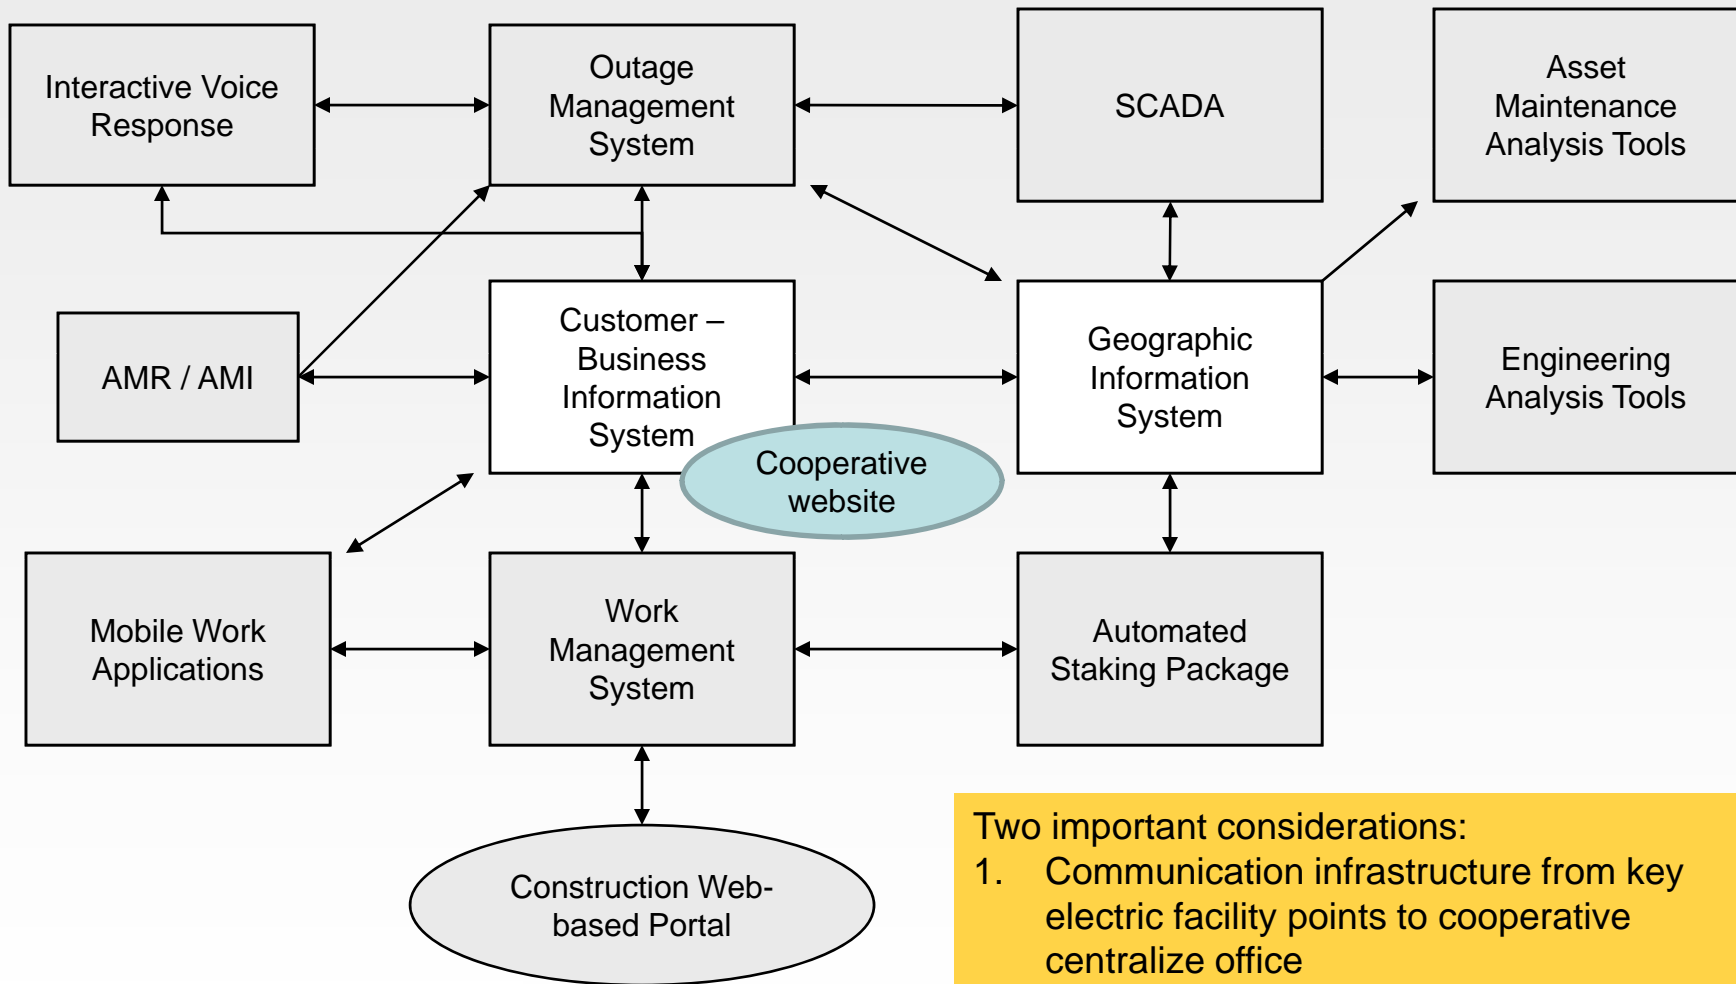 Interactive Voice
Response
Outage
Management
System
SCADA
Asset
Maintenance
Analysis Tools
AMR / AMI
Customer –
Business
Information
System
Geographic
Information
System
Engineering
Analysis Tools
Cooperative
website
Mobile Work
Applications
Work
Management
System
Automated
Staking Package
Construction Web-
based Portal
Two important considerations:
1. Communication infrastructure from key
electric facility points to cooperative
centralize office